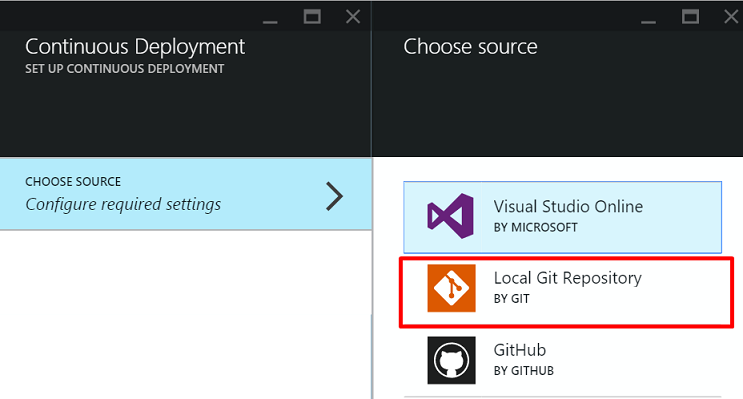 Continuous Deployment
SET UP CONTINUOUS DEPLOYMENT
CHOOSE SOURCE
Configure required settings
Choose source
Visual Studio Online
BY MICROSOFT
Local Git Repository
BY GIT
GitHub
BY GITHUB